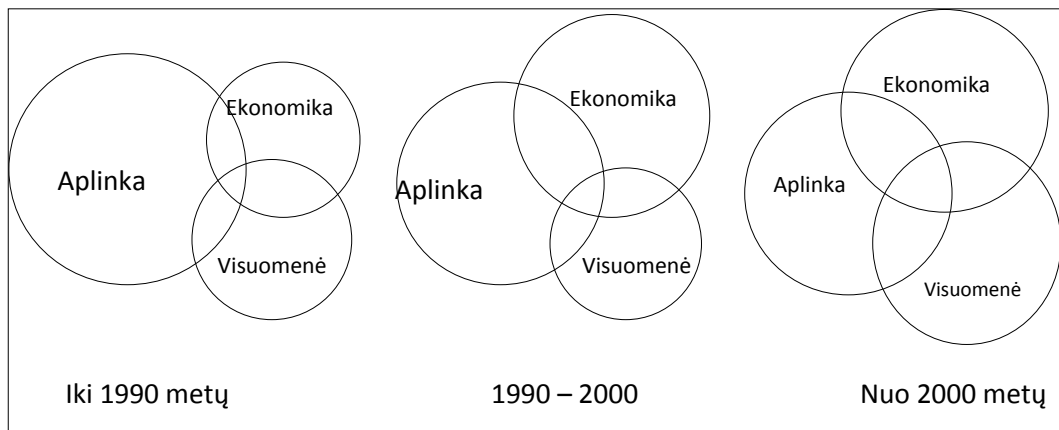 Ekonomika
Aplinka
Visuomenė
Iki 1990 metų
Ekonomika
Aplinka
Visuomenė
1990 – 2000
Ekonomika
Aplinka
Visuomenė
Nuo 2000 metų